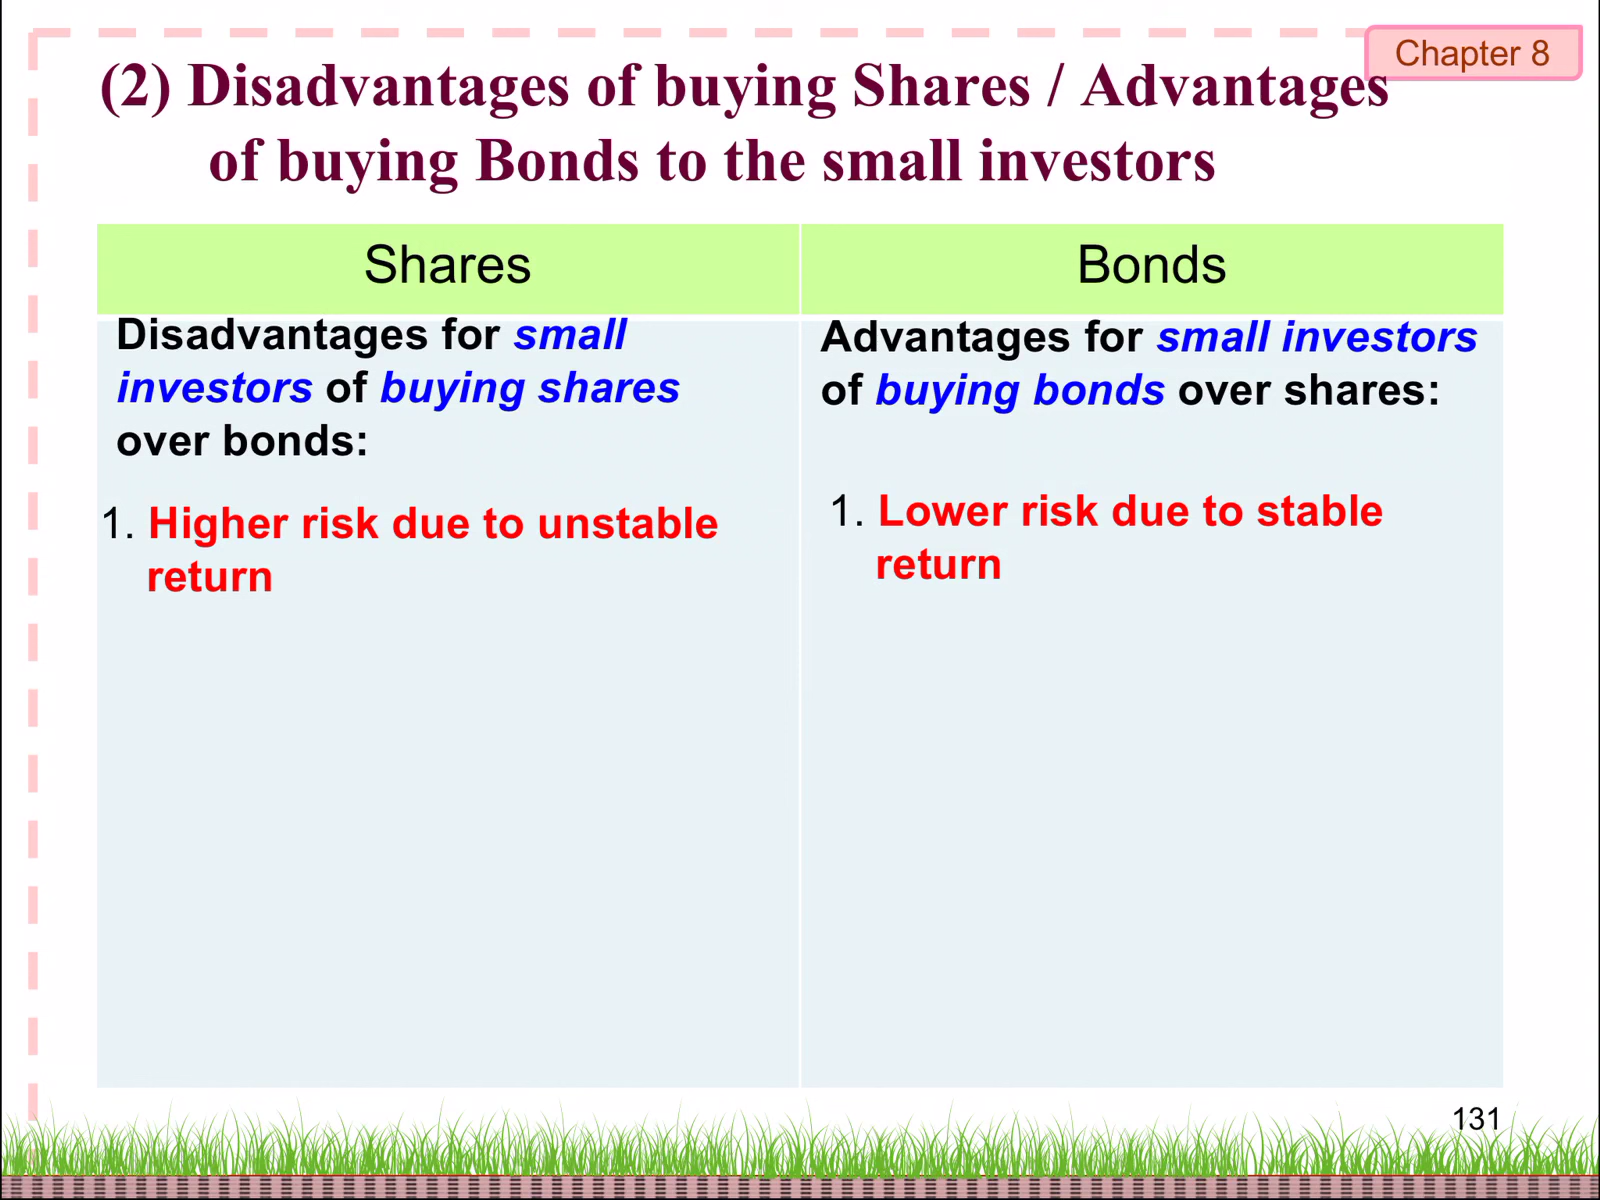 Chapter 8
(2) Disadvantages of buying Shares / Advantages
of buying Bonds to the small investors
Shares
Bonds
Disadvantages for small
investors of buying shares
over bonds:
1. Higher risk due to unstable
return
Advantages for small investors
of buying bonds over shares:
1. Lower risk due to stable
return
131